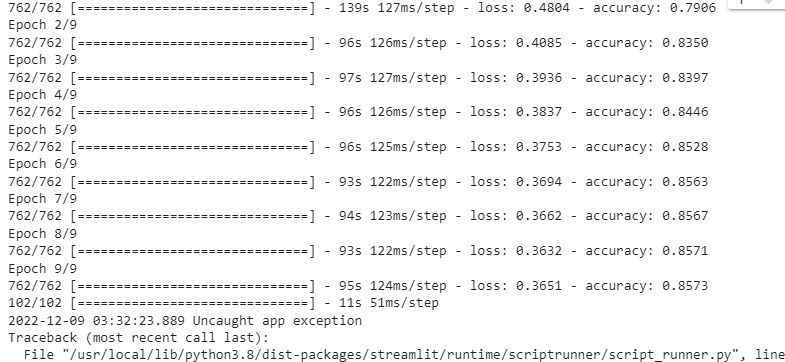 762/762 [==============================] - 139s 127ms/step - loss: 0.4804 - accuracy: 0.7906
Epoch 2/9
762/762 [==============================] - 96s 126ms/step - loss: 0.4085 - accuracy: 0.8350
Epoch 3/9
762/762 [==============================] - 97s 127ms/step - loss: 0.3936 - accuracy: 0.8397
Epoch 4/9
762/762 [==============================] - 96s 126ms/step - loss: 0.3837 - accuracy: 0.8446
Epoch 5/9
762/762 [==============================] - 96s 125ms/step - loss: 0.3753 - accuracy: 0.8528
Epoch 6/9
762/762 [==============================] - 93s 122ms/step - loss: 0.3694 - accuracy: 0.8563
Epoch 7/9
762/762 [==============================] - 94s 123ms/step - loss: 0.3662 - accuracy: 0.8567
Epoch 8/9
762/762 [==============================] - 93s 122ms/step - loss: 0.3632 - accuracy: 0.8571
Epoch 9/9
762/762 [==============================] - 95s 124ms/step - loss: 0.3651 - accuracy: 0.8573
102/102 [==============================] - 11s 51ms/step
2022-12-09 03:32:23.889 Uncaught app exception
Traceback (most recent call last):
  File "/usr/local/lib/python3.8/dist-packages/streamlit/runtime/scriptrunner/script_runner.py", line